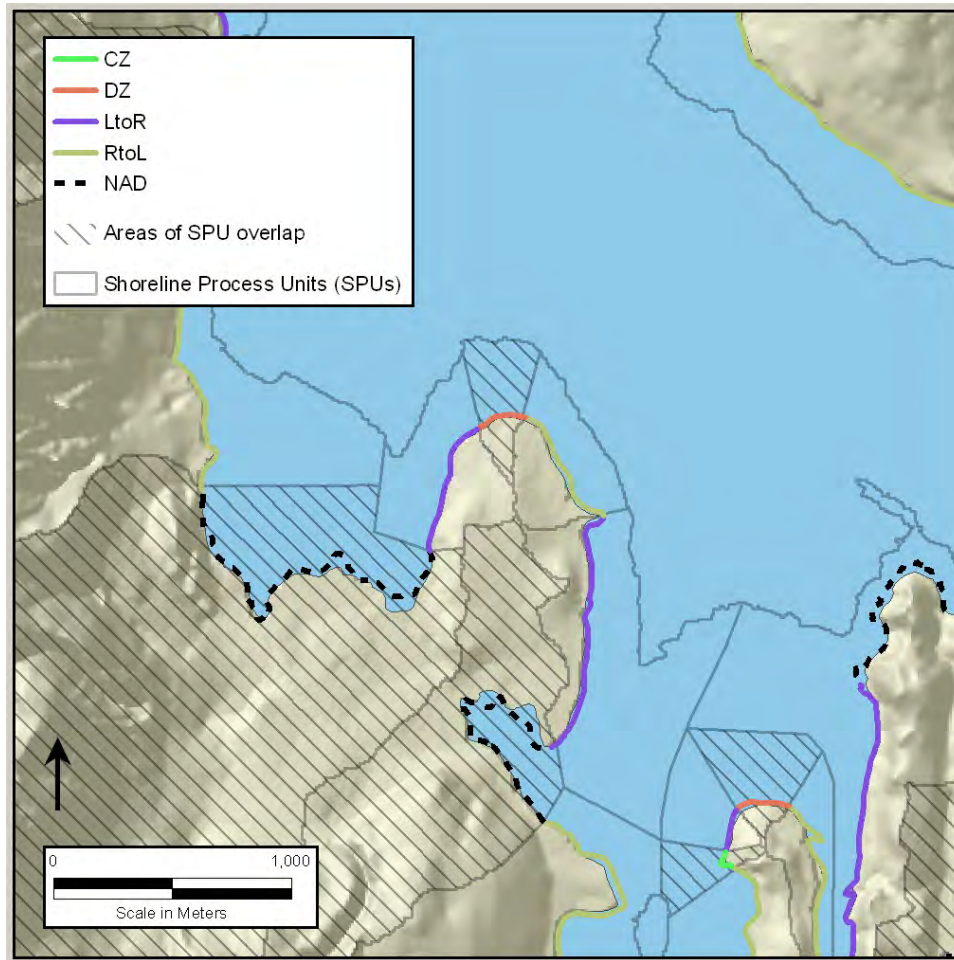 CZ
DZ
LtoR
RtoL
NAD
Areas of SPU overlap
Shoreline Process Units (SPUs)
0 1,000
Scale in Meters